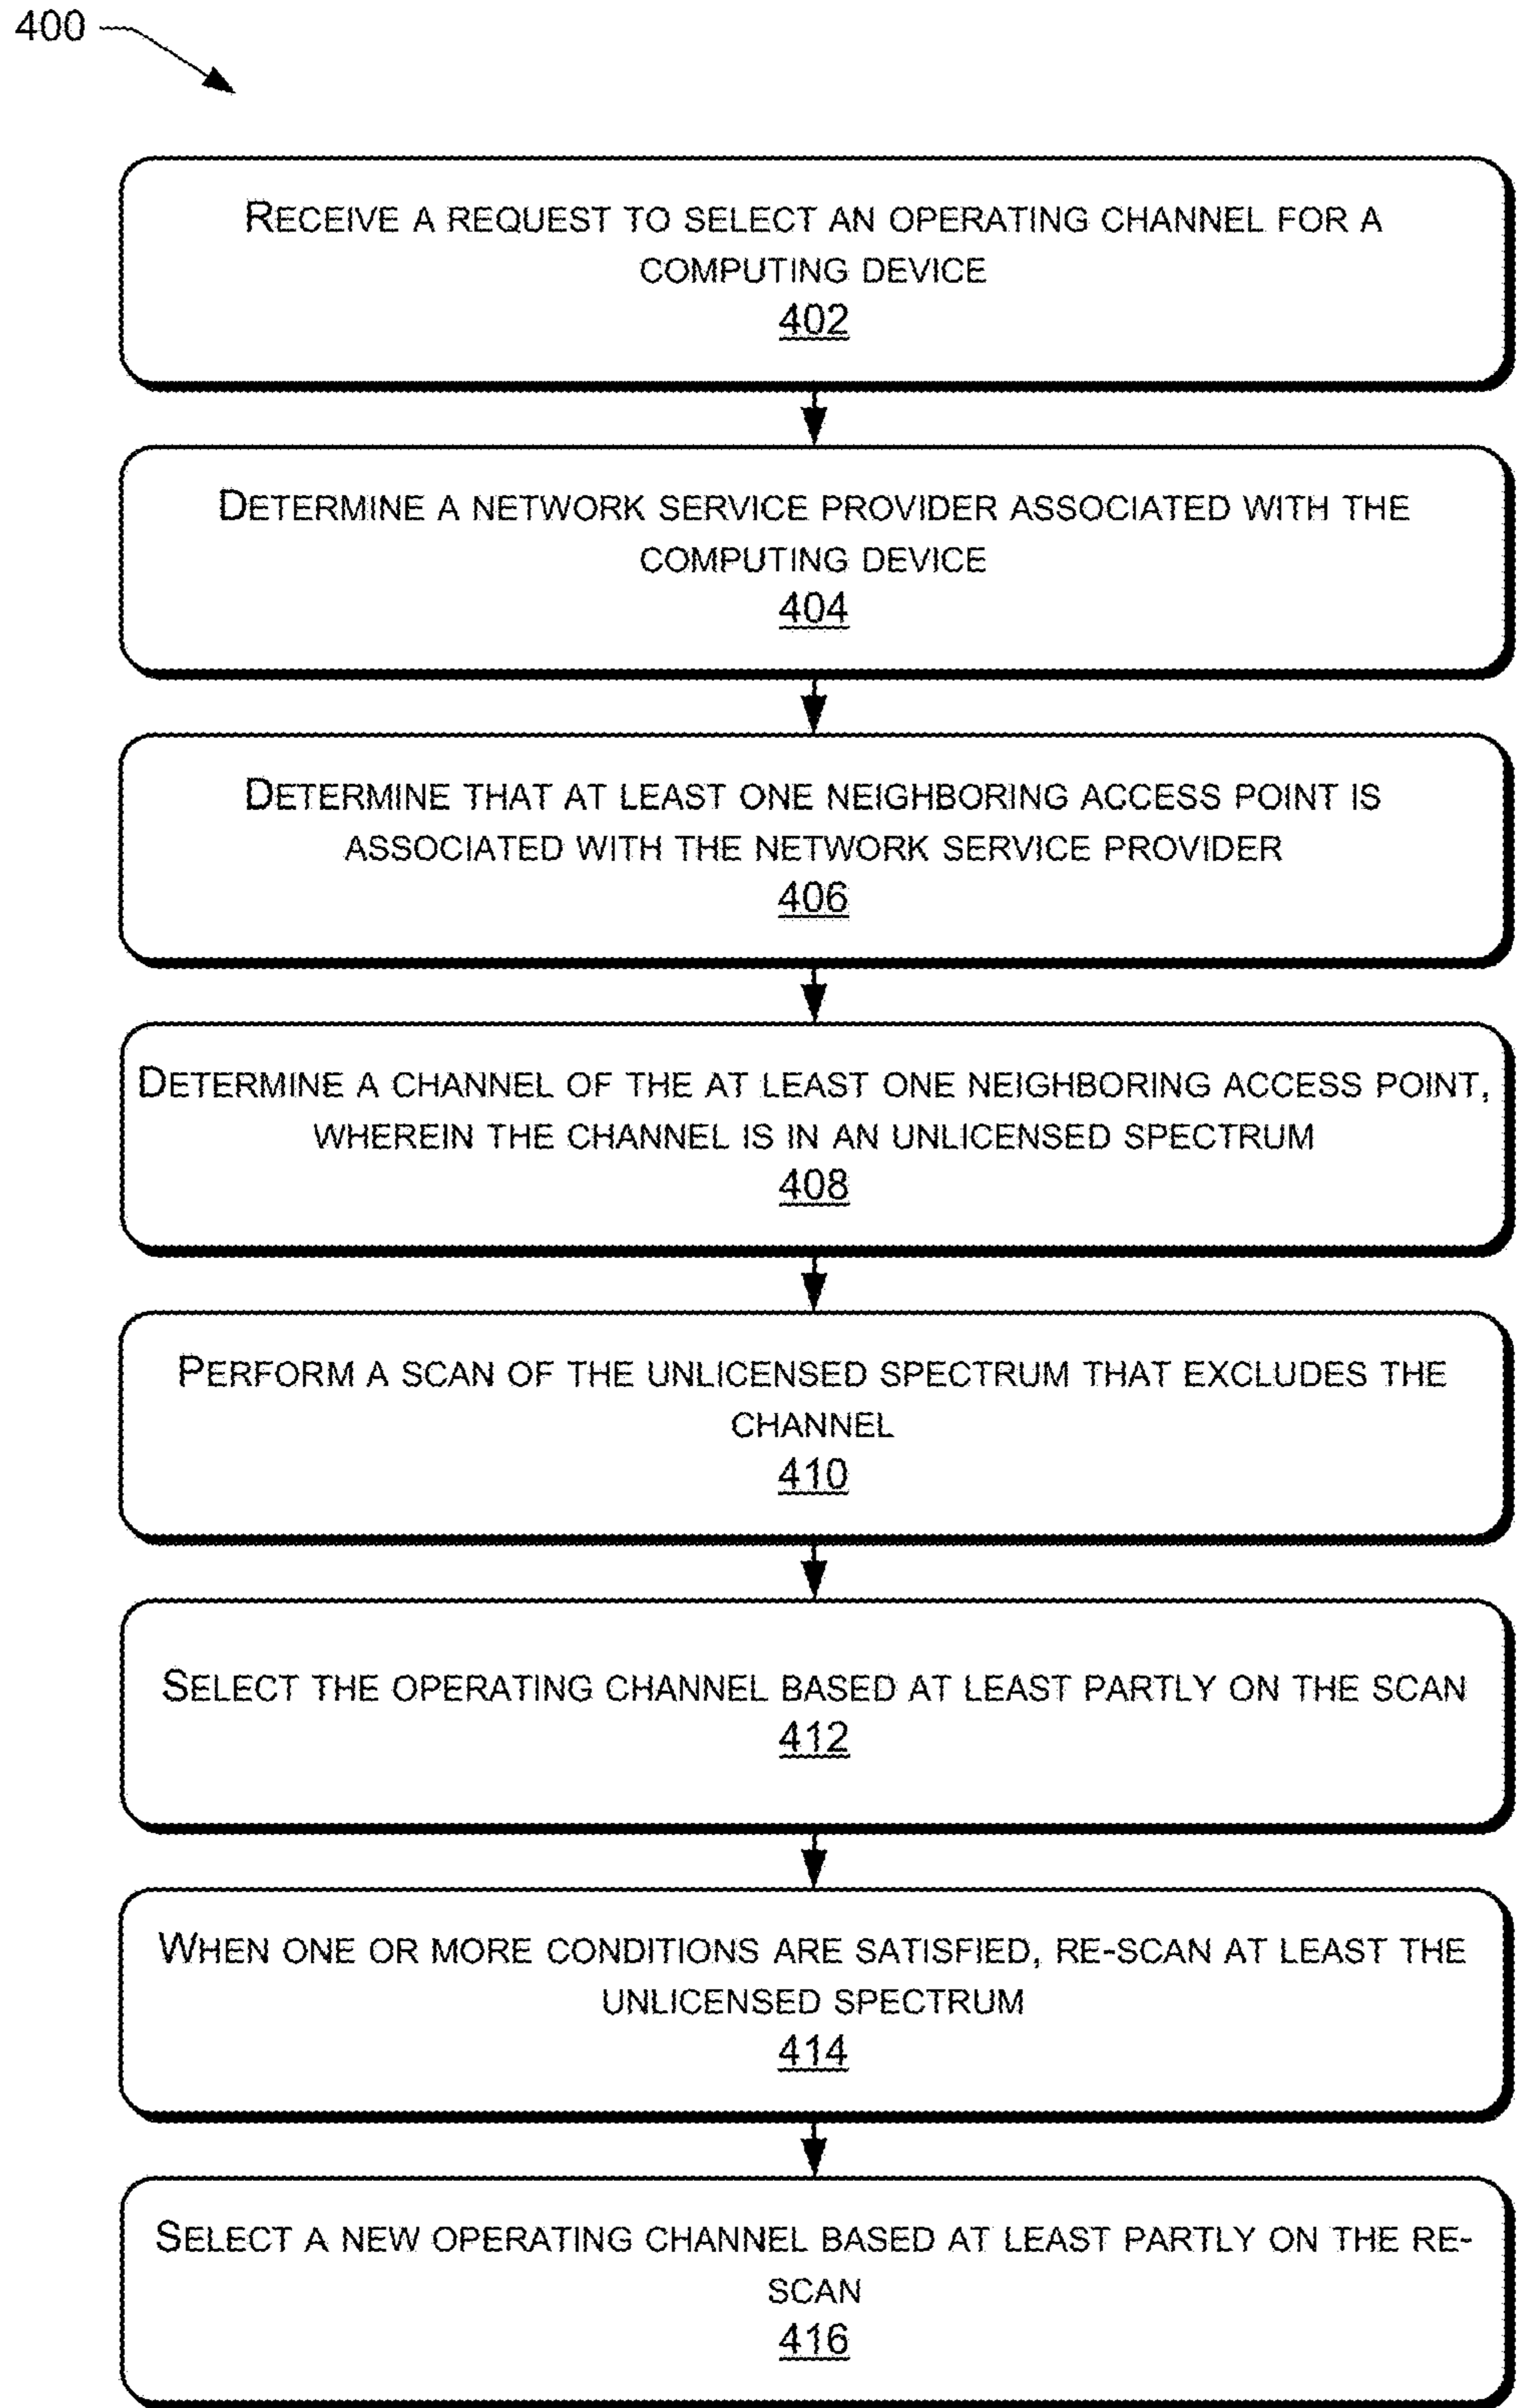 400
RECEIVE A REQUEST TO SELECT AN OPERATING CHANNEL FOR A
COMPUTING DEVICE
402
DETERMINE A NETWORK SERVICE PROVIDER ASSOCIATED WITH THE
COMPUTING DEVICE
404
DETERMINE THAT AT LEAST ONE NEIGHBORING ACCESS POINT IS
ASSOCIATED WITH THE NETWORK SERVICE PROVIDER
406
DETERMINE A CHANNEL OF THE AT LEAST ONE NEIGHBORING ACCESS POINT,
WHEREIN THE CHANNEL IS IN AN UNLICENSED SPECTRUM
408
PERFORM A SCAN OF THE UNLICENSED SPECTRUM THAT EXCLUDES THE
CHANNEL
410
SELECT THE OPERATING CHANNEL BASED AT LEAST PARTLY ON THE SCAN
412
WHEN ONE OR MORE CONDITIONS ARE SATISFIED, RE-SCAN AT LEAST THE
UNLICENSED SPECTRUM
414
SELECT A NEW OPERATING CHANNEL BASED AT LEAST PARTLY ON THE RE-
SCAN
416